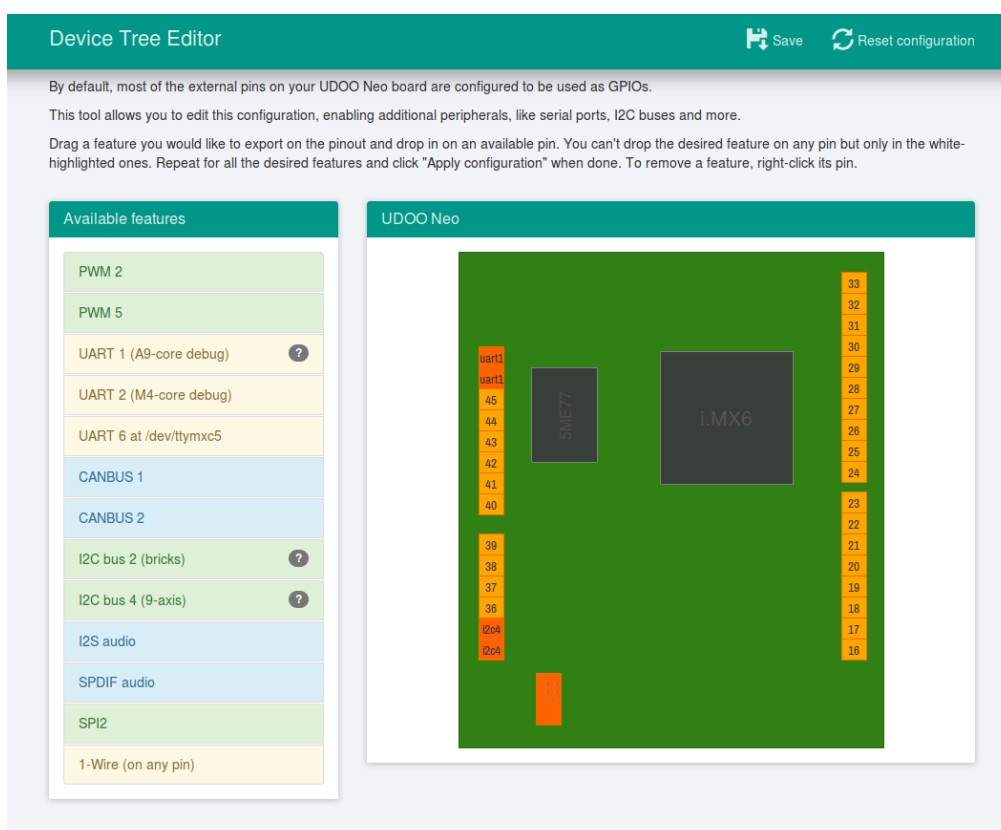 Device Tree Editor
Save
Reset configuration
By default, most of the external pins on your UDOO Neo board are configured to be used as GPIOs.
This tool allows you to edit this configuration, enabling additional peripherals, like serial ports, I2C buses and more.
Drag a feature you would like to export on the pinout and drop in on an available pin. You can't drop the desired feature on any pin but only in the white-
highlighted ones. Repeat for all the desired features and click "Apply configuration" when done. To remove a feature, right-click its pin.
Available features
PWM 2
PWM 5
UART 1 (A9-core debug)
?
UART 2 (M4-core debug)
UART 6 at /dev/ttymxc5
CANBUS 1
CANBUS 2
I2C bus 2 (bricks)
?
I2C bus 4 (9-axis)
?
I2S audio
SPDIF audio
SPI2
1-Wire (on any pin)
UDOO Neo
uart1
uart1
45
44
43
42
41
40
39
38
37
36
i2c4
i2c4
5ME77
i.MX6
33
32
31
30
29
28
27
26
25
24
23
22
21
20
19
18
17
16